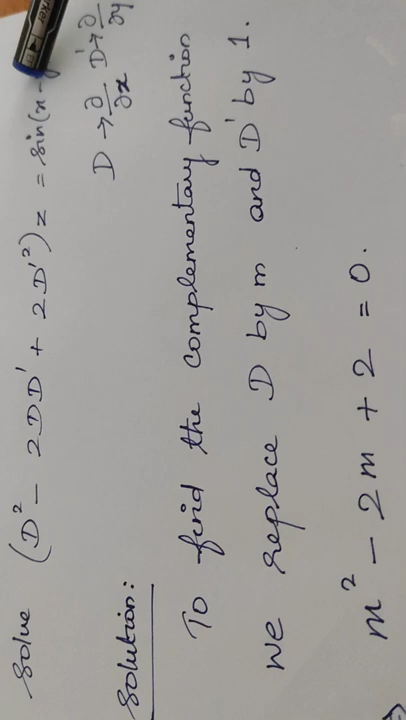 Solve (D² - 2DD' + 2D'²) z = sin(x -
D → ∂/∂x D' → ∂/∂y
Solution:
To find the complementary function
we replace D by m and D' by 1.
m² - 2m + 2 = 0.